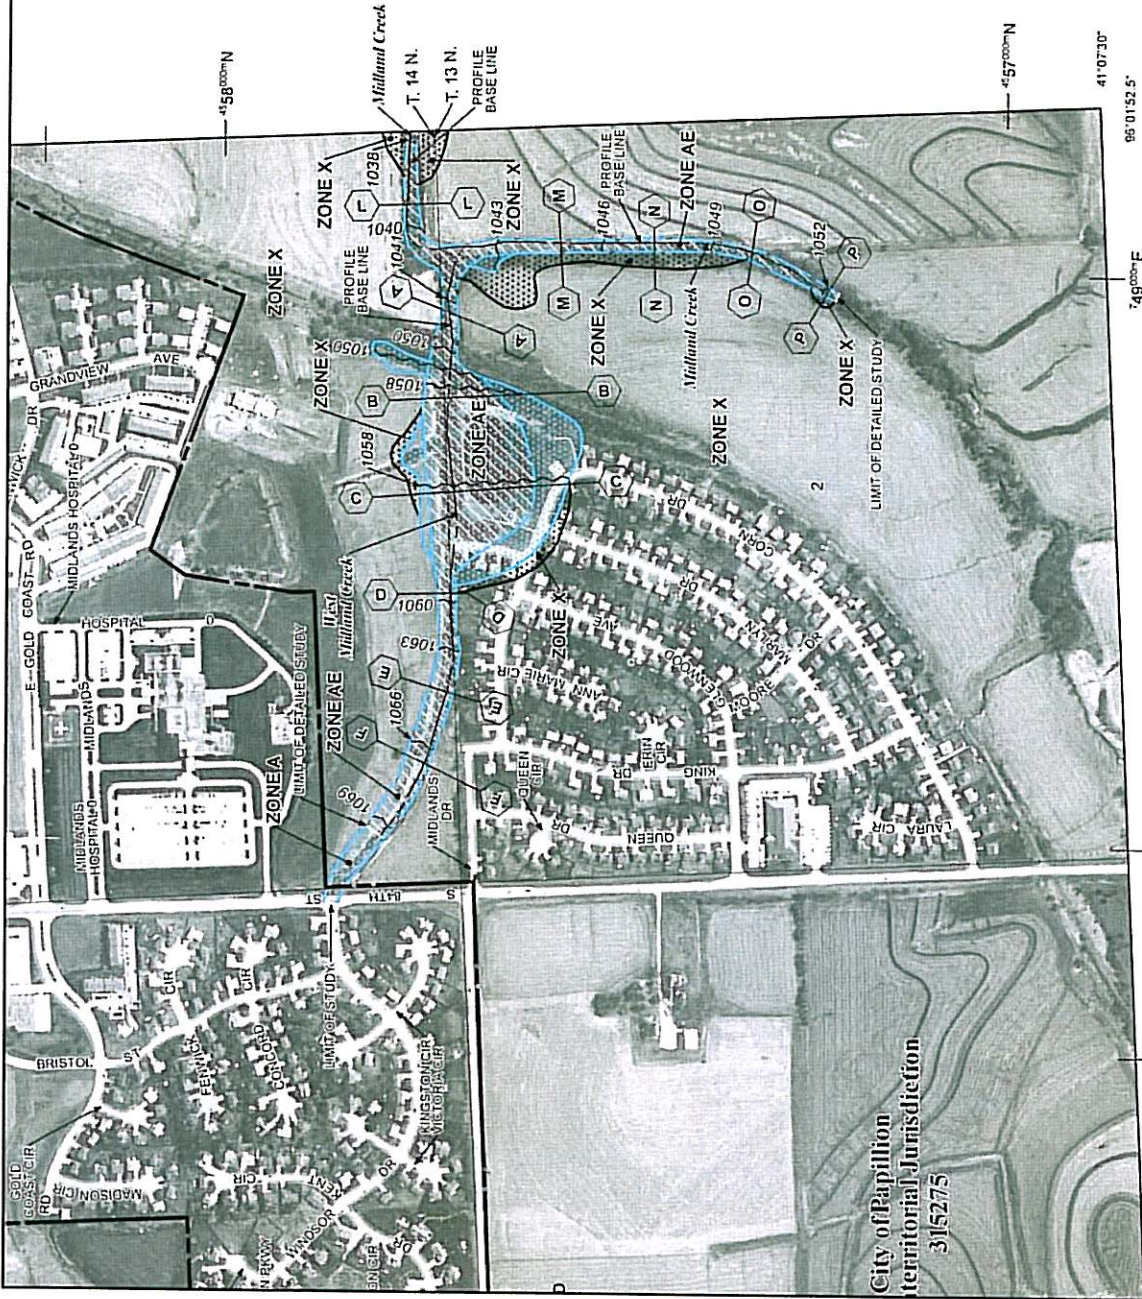 Midland Creek
T. 14 N.
T. 13 N.
PROFILE
BASE LINE
4558000mN
4557000mN
41°07'30"
96°01'52.5"
749000mE
ZONE X
1038
L
L
ZONE X
1040
1041
1043
ZONE X
M
M
1046
PROFILE
BASE LINE
N
N
ZONE AE
1049
O
O
1052
P
P
ZONE X
LIMIT OF DETAILED STUDY
Midland Creek
ZONE X
ZONE X
PROFILE
BASE LINE
A
A
1050
1050
ZONE X
1058
B
B
1058
ZONE AE
C
C
ZONE X
2
West
Midland Creek
D
D
1060
1063
E
E
ZONE X
1066
F
F
1069
ZONE AE
LIMIT OF DETAILED STUDY
ZONE A
LIMIT OF STUDY
GRANDVIEW
AVE
DR
E GOLD
COAST RD
MIDLANDS HOSPITAL D
HOSPITAL
MIDLANDS
MIDLANDS
HOSPITAL D
MIDLANDS
DR
S
84TH
ST
CORN
DR
MARILYN
DR
GLENWOOD
AVE
MOORE
DR
ANN MARIE CIR
ERIN
CIR
KING
DR
QUEEN
CIR
QUEEN
DR
LAURA
CIR
BRISTOL
ST
FENWICK
CIR
CONCORD
CIR
KINGSTON CIR
VICTORIA CIR
GOLD
COAST CIR
RD
MADISON CIR
KENT
CIR
WINDSOR
DR
N PKWY
ON CIR
DR
City of Papillion
Extraterritorial Jurisdiction
315275